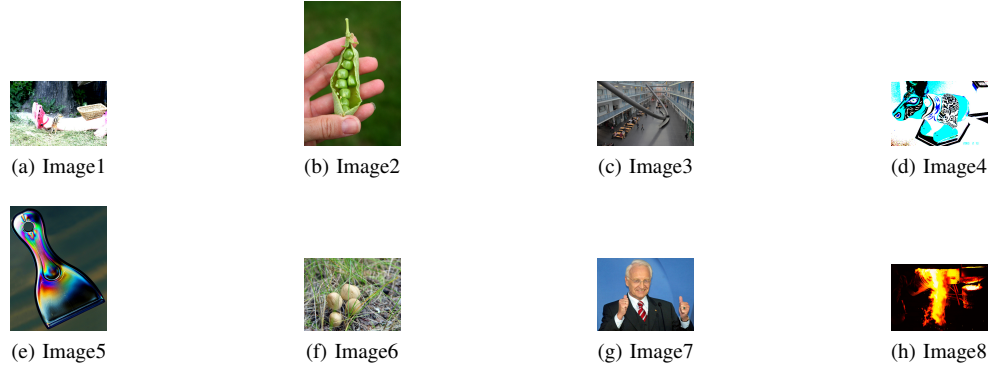 (a) Image1
(b) Image2
(c) Image3
(d) Image4
(e) Image5
(f) Image6
(g) Image7
(h) Image8